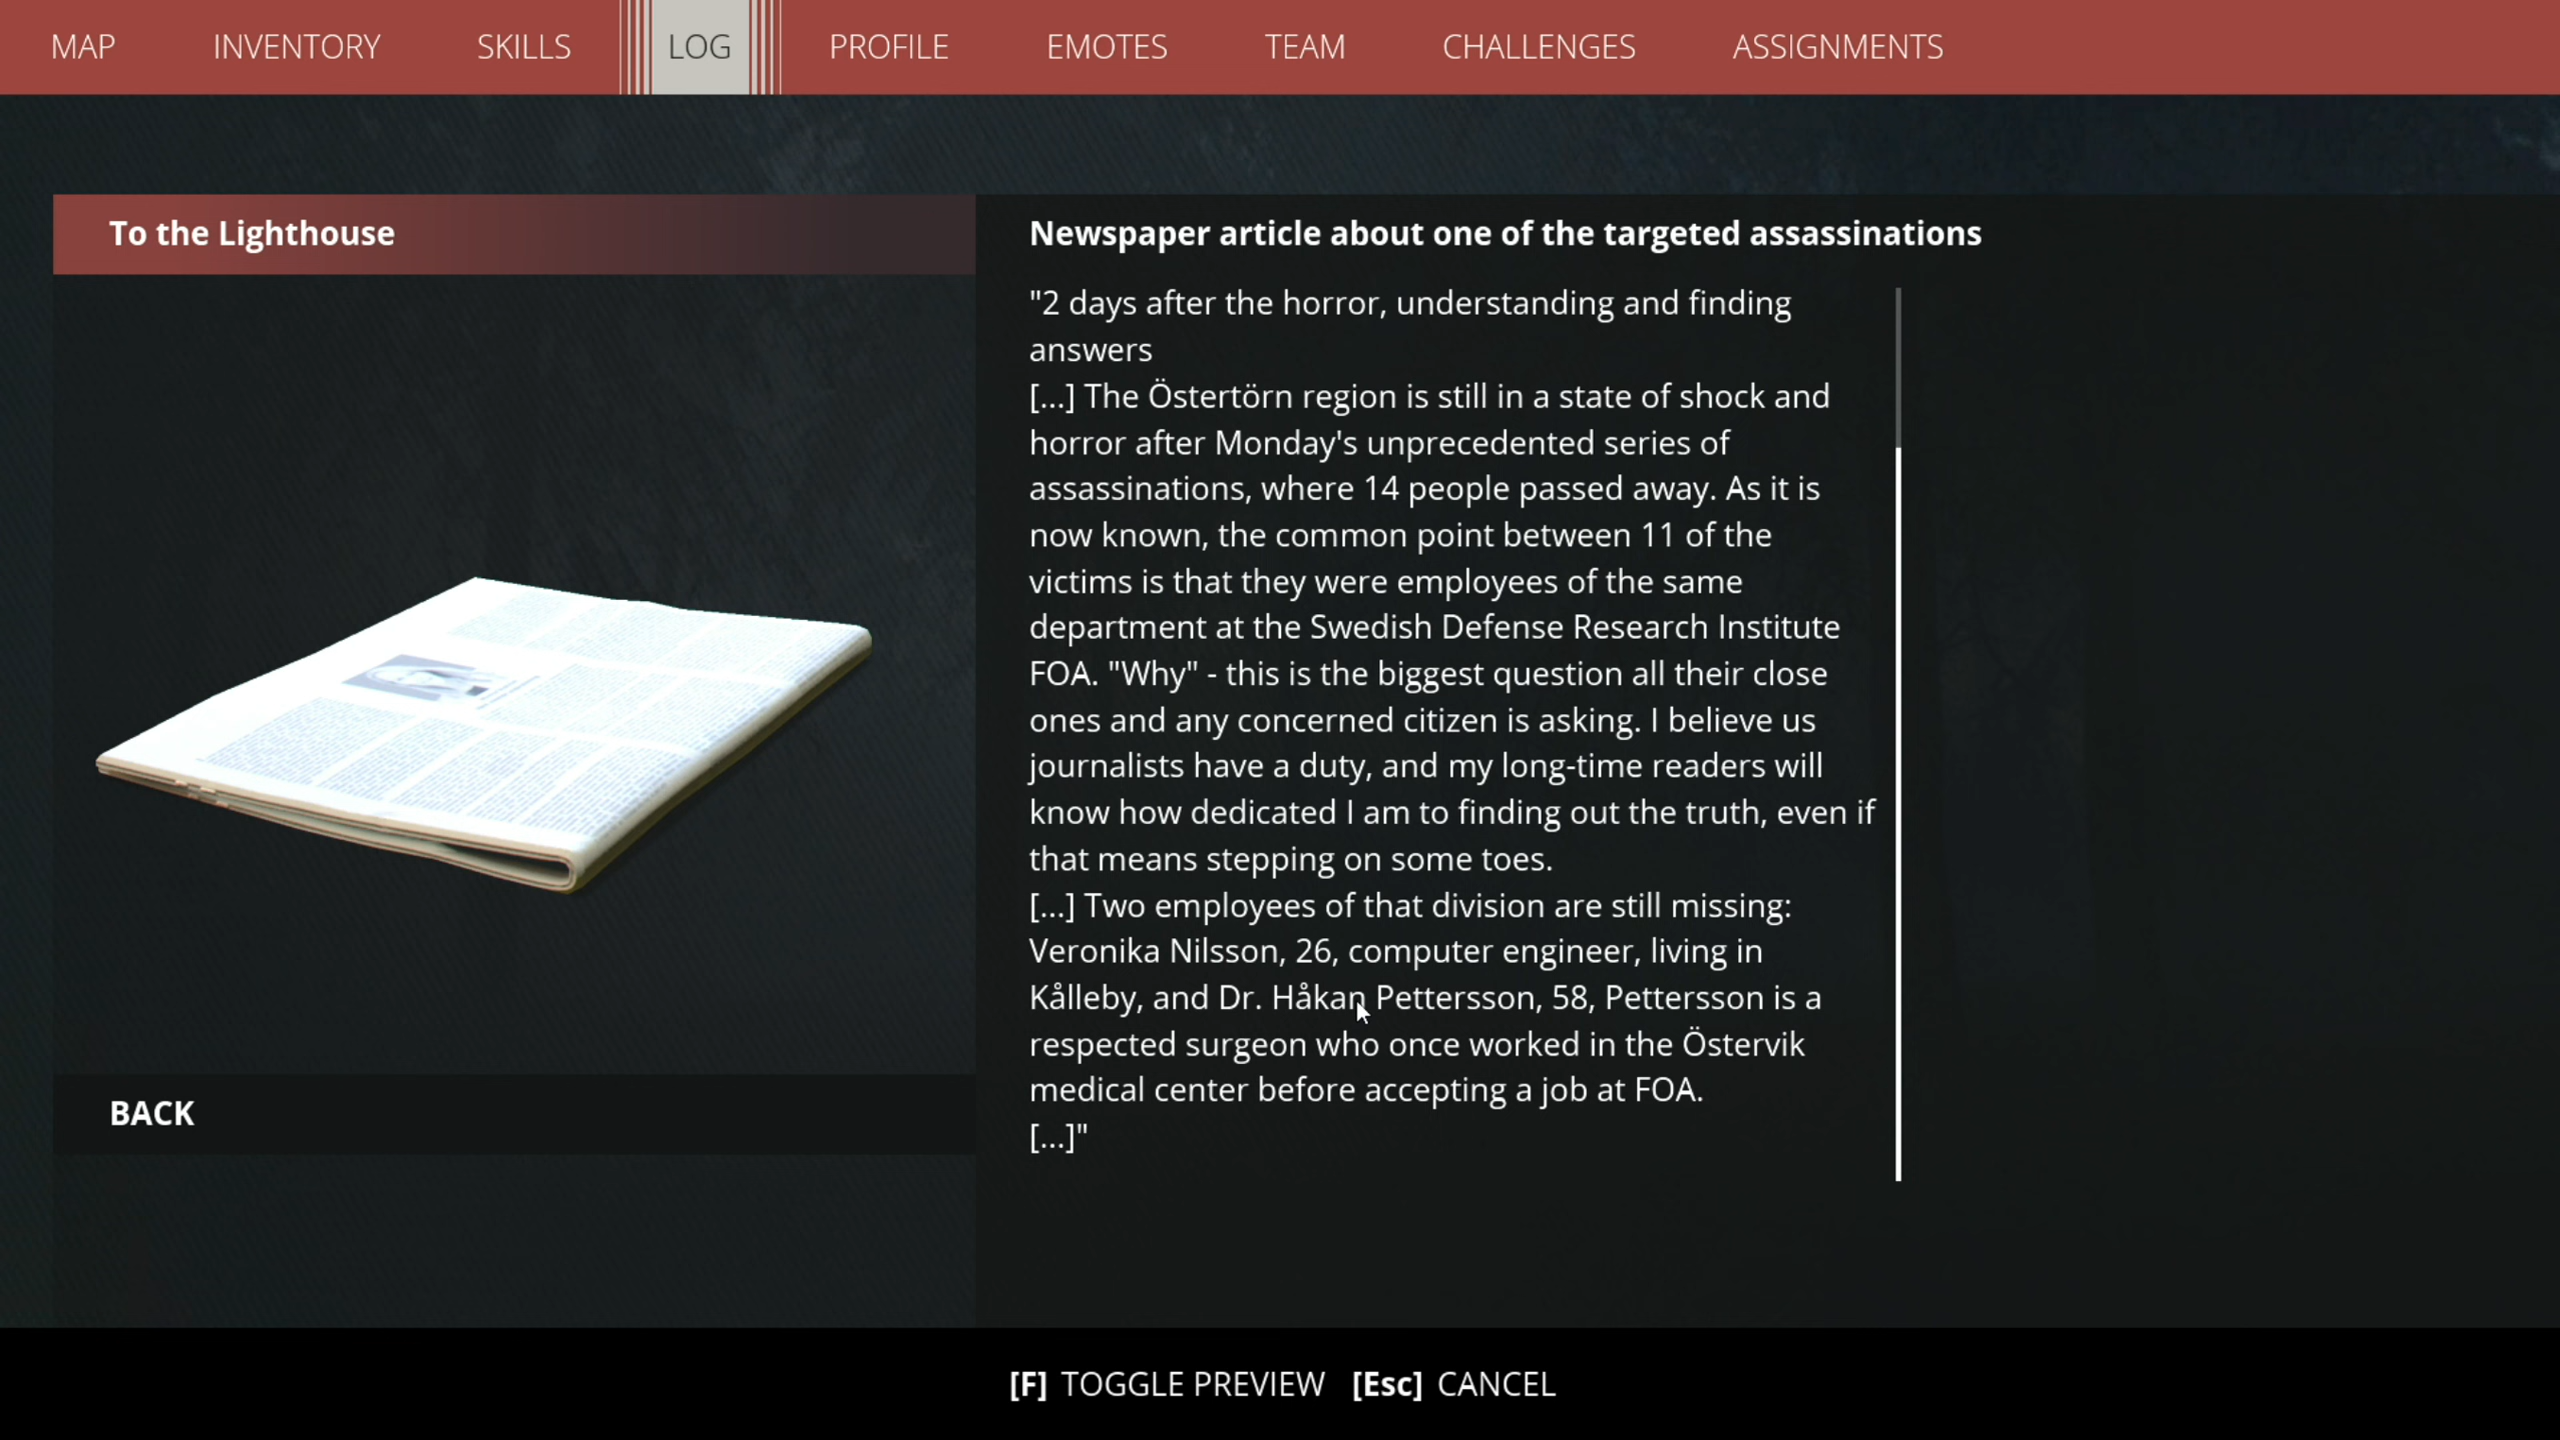 MAP INVENTORY SKILLS LOG PROFILE EMOTES TEAM CHALLENGES ASSIGNMENTS
To the Lighthouse
BACK
Newspaper article about one of the targeted assassinations
"2 days after the horror, understanding and finding
answers
[...] The Östertörn region is still in a state of shock and
horror after Monday's unprecedented series of
assassinations, where 14 people passed away. As it is
now known, the common point between 11 of the
victims is that they were employees of the same
department at the Swedish Defense Research Institute
FOA. "Why" - this is the biggest question all their close
ones and any concerned citizen is asking. I believe us
journalists have a duty, and my long-time readers will
know how dedicated I am to finding out the truth, even if
that means stepping on some toes.
[...] Two employees of that division are still missing:
Veronika Nilsson, 26, computer engineer, living in
Kålleby, and Dr. Håkan Pettersson, 58, Pettersson is a
respected surgeon who once worked in the Östervik
medical center before accepting a job at FOA.
[...]"
[F] TOGGLE PREVIEW [Esc] CANCEL